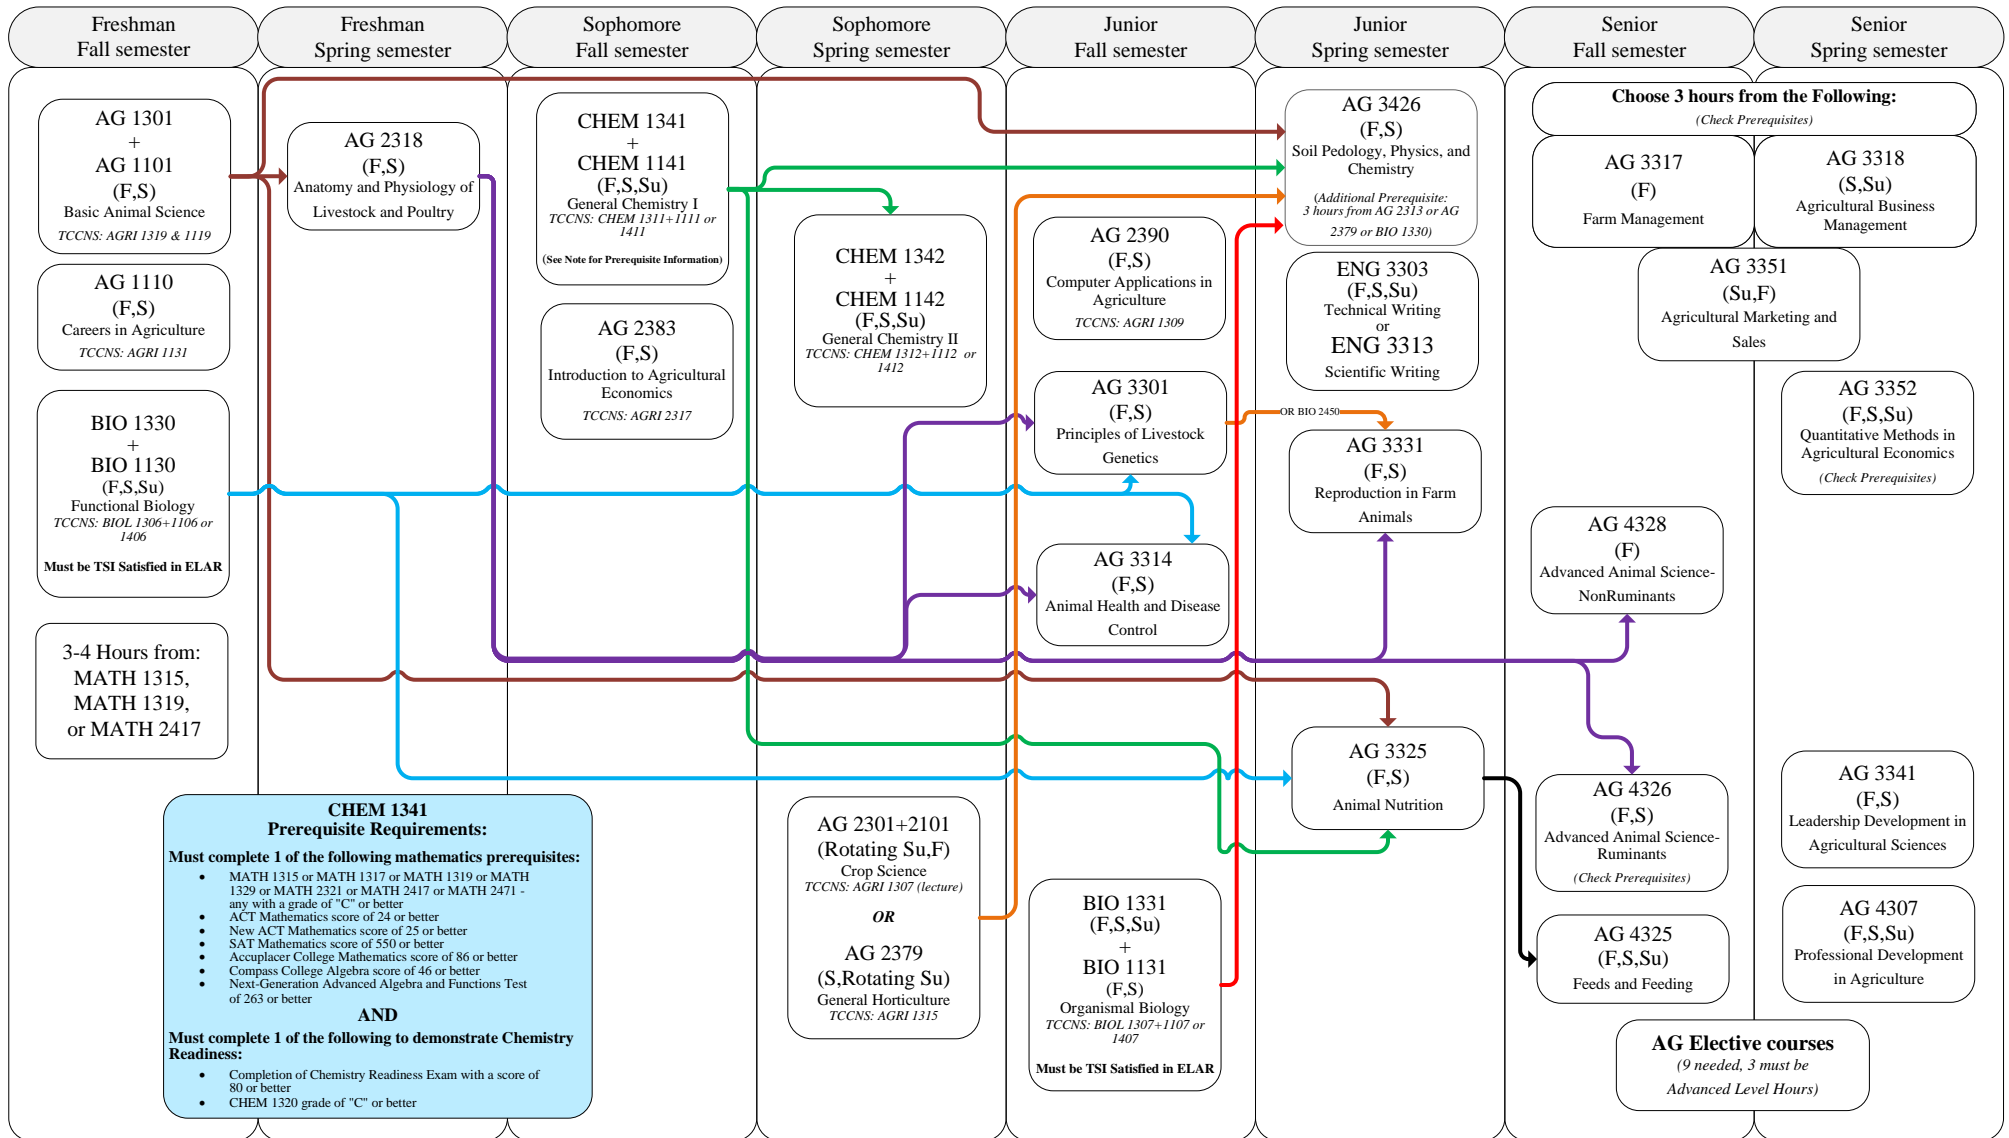 Freshman
Fall semester
Freshman
Spring semester
Sophomore
Fall semester
Sophomore
Spring semester
Junior
Fall semester
Junior
Spring semester
Senior
Fall semester
Senior
Spring semester
AG 1301
+
AG 1101
(F,S)
Basic Animal Science
TCCNS: AGRI 1319 & 1119
AG 1110
(F,S)
Careers in Agriculture
TCCNS: AGRI 1131
BIO 1330
+
BIO 1130
(F,S,Su)
Functional Biology
TCCNS: BIOL 1306+1106 or
1406
Must be TSI Satisfied in ELAR
3-4 Hours from:
MATH 1315,
MATH 1319,
or MATH 2417
AG 2318
(F,S)
Anatomy and Physiology of
Livestock and Poultry
CHEM 1341
Prerequisite Requirements:
Must complete 1 of the following mathematics prerequisites:
• MATH 1315 or MATH 1317 or MATH 1319 or MATH
1329 or MATH 2321 or MATH 2417 or MATH 2471 -
any with a grade of "C" or better
• ACT Mathematics score of 24 or better
• New ACT Mathematics score of 25 or better
• SAT Mathematics score of 550 or better
• Accuplacer College Mathematics score of 86 or better
• Compass College Algebra score of 46 or better
• Next-Generation Advanced Algebra and Functions Test
of 263 or better
AND
Must complete 1 of the following to demonstrate Chemistry
Readiness:
• Completion of Chemistry Readiness Exam with a score of
80 or better
• CHEM 1320 grade of "C" or better
CHEM 1341
+
CHEM 1141
(F,S,Su)
General Chemistry I
TCCNS: CHEM 1311+1111 or
1411
(See Note for Prerequisite Information)
AG 2383
(F,S)
Introduction to Agricultural
Economics
TCCNS: AGRI 2317
CHEM 1342
+
CHEM 1142
(F,S,Su)
General Chemistry II
TCCNS: CHEM 1312+1112 or
1412
AG 2301+2101
(Rotating Su,F)
Crop Science
TCCNS: AGRI 1307 (lecture)
OR
AG 2379
(S,Rotating Su)
General Horticulture
TCCNS: AGRI 1315
AG 2390
(F,S)
Computer Applications in
Agriculture
TCCNS: AGRI 1309
AG 3301
(F,S)
Principles of Livestock
Genetics
OR BIO 2450
AG 3314
(F,S)
Animal Health and Disease
Control
BIO 1331
(F,S,Su)
+
BIO 1131
(F,S)
Organismal Biology
TCCNS: BIOL 1307+1107 or
1407
Must be TSI Satisfied in ELAR
AG 3426
(F,S)
Soil Pedology, Physics, and
Chemistry
(Additional Prerequisite:
3 hours from AG 2313 or AG
2379 or BIO 1330)
ENG 3303
(F,S,Su)
Technical Writing
or
ENG 3313
Scientific Writing
AG 3331
(F,S)
Reproduction in Farm
Animals
AG 3325
(F,S)
Animal Nutrition
Choose 3 hours from the Following:
(Check Prerequisites)
AG 3317
(F)
Farm Management
AG 3318
(S,Su)
Agricultural Business
Management
AG 3351
(Su,F)
Agricultural Marketing and
Sales
AG 4328
(F)
Advanced Animal Science-
NonRuminants
AG 4326
(F,S)
Advanced Animal Science-
Ruminants
(Check Prerequisites)
AG 4325
(F,S,Su)
Feeds and Feeding
AG 3352
(F,S,Su)
Quantitative Methods in
Agricultural Economics
(Check Prerequisites)
AG 3341
(F,S)
Leadership Development in
Agricultural Sciences
AG 4307
(F,S,Su)
Professional Development
in Agriculture
AG Elective courses
(9 needed, 3 must be
Advanced Level Hours)